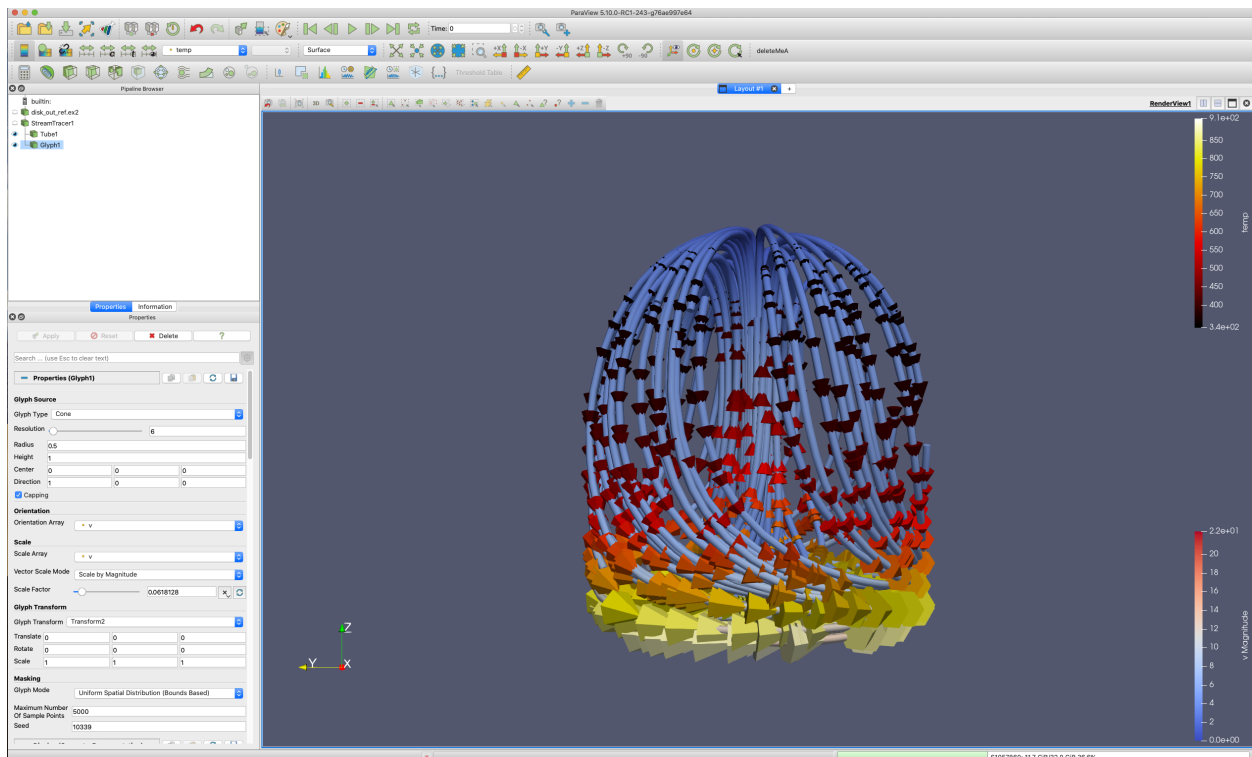 ParaView 5.10.0-RC1-243-g76ae997e64
Time: 0
temp
Surface
+X -X +Y -Y +Z -Z +90 -90
deleteMeA
Threshold Table
Pipeline Browser
builtin:
disk_out_ref.ex2
StreamTracer1
Tube1
Glyph1
Properties Information
Properties
Apply Reset Delete ?
Search ... (use Esc to clear text)
Properties (Glyph1)
Glyph Source
Glyph Type Cone
Resolution 6
Radius 0.5
Height 1
Center 0 0 0
Direction 1 0 0
Capping
Orientation
Orientation Array v
Scale
Scale Array v
Vector Scale Mode Scale by Magnitude
Scale Factor 0.0618128
Glyph Transform
Glyph Transform Transform2
Translate 0 0 0
Rotate 0 0 0
Scale 1 1 1
Masking
Glyph Mode Uniform Spatial Distribution (Bounds Based)
Maximum Number
Of Sample Points 5000
Seed 10339
Layout #1
3D
RenderView1
9.1e+02
850
800
750
700
650
600
550
500
450
400
3.4e+02
temp
2.2e+01
20
18
16
14
12
10
8
6
4
2
0.0e+00
v Magnitude
Z
Y
X